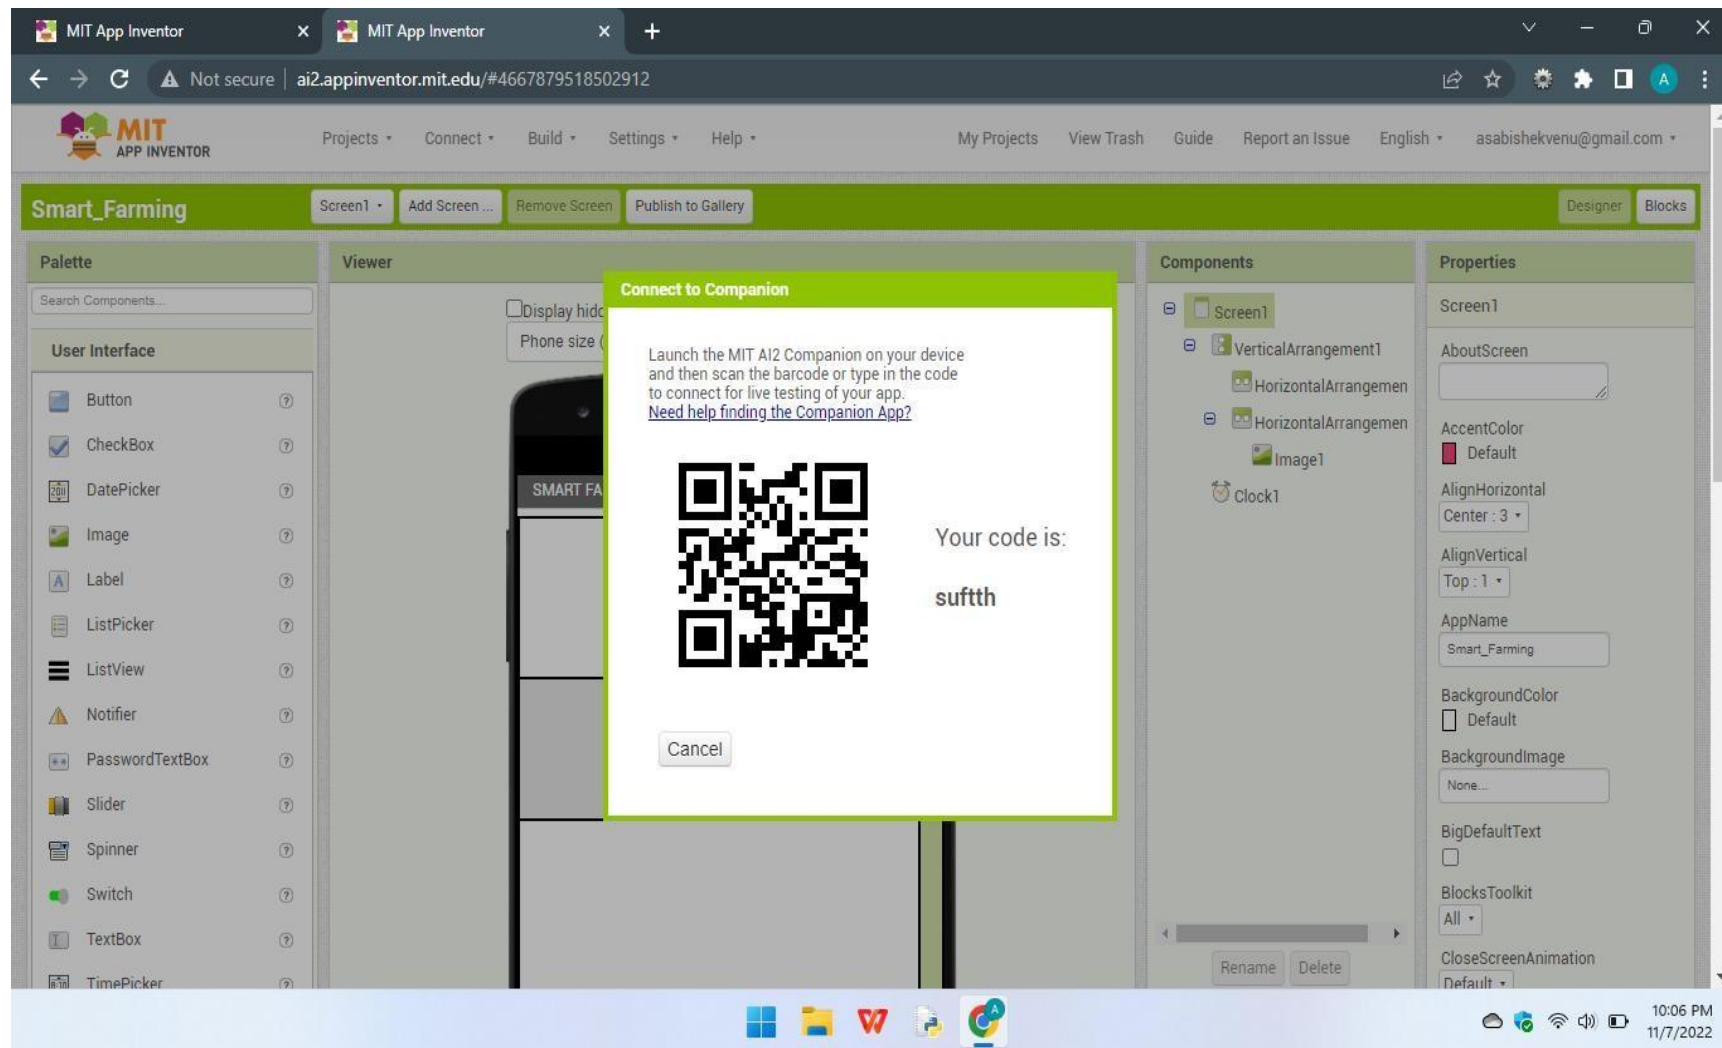 MIT App Inventor
MIT App Inventor
Not secure | ai2.appinventor.mit.edu/#4667879518502912
A
MIT
APP INVENTOR
Projects
Connect
Build
Settings
Help
My Projects
View Trash
Guide
Report an Issue
English
asabishekvenu@gmail.com
Smart_Farming
Screen1
Add Screen ...
Remove Screen
Publish to Gallery
Designer
Blocks
Palette
Search Components...
User Interface
Button
CheckBox
DatePicker
Image
Label
ListPicker
ListView
Notifier
PasswordTextBox
Slider
Spinner
Switch
TextBox
TimePicker
Viewer
Display hidd
Phone size (
SMART FA
Connect to Companion
Launch the MIT AI2 Companion on your device
and then scan the barcode or type in the code
to connect for live testing of your app.
Need help finding the Companion App?
Your code is:
suftth
Cancel
Components
Screen1
VerticalArrangement1
HorizontalArrangemen
HorizontalArrangemen
Image1
Clock1
Rename
Delete
Properties
Screen1
AboutScreen
AccentColor
Default
AlignHorizontal
Center : 3
AlignVertical
Top : 1
AppName
Smart_Farming
BackgroundColor
Default
BackgroundImage
None...
BigDefaultText
BlocksToolkit
All
CloseScreenAnimation
Default
10:06 PM
11/7/2022